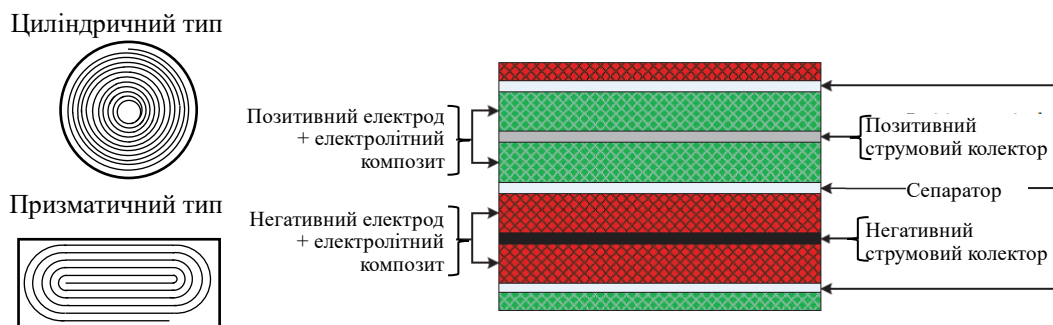 Циліндричний тип
Призматичний тип
Позитивний електрод
+ електролітний
композит
Негативний електрод
+ електролітний
композит
Позитивний
струмовий колектор
Сепаратор
Негативний
струмовий колектор